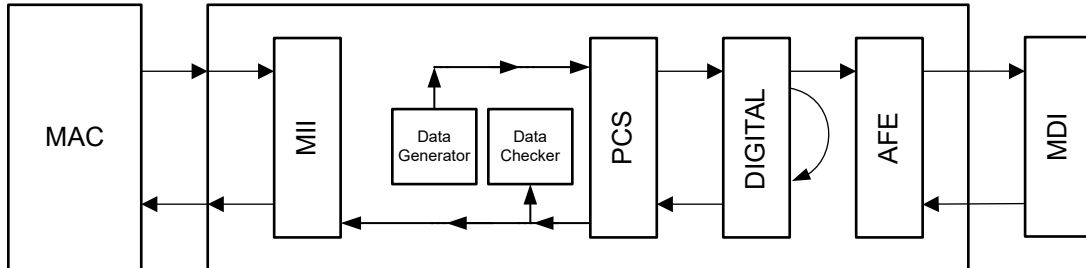 MAC
MII
Data
Generator
Data
Checker
PCS
DIGITAL
AFE
MDI